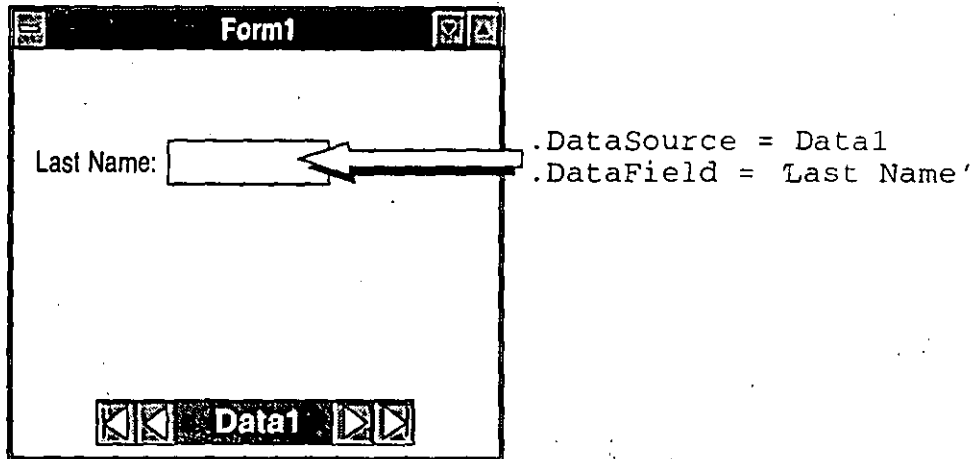 Form1
Last Name:
.DataSource = Data1
.DataField = 'Last Name'
Data1